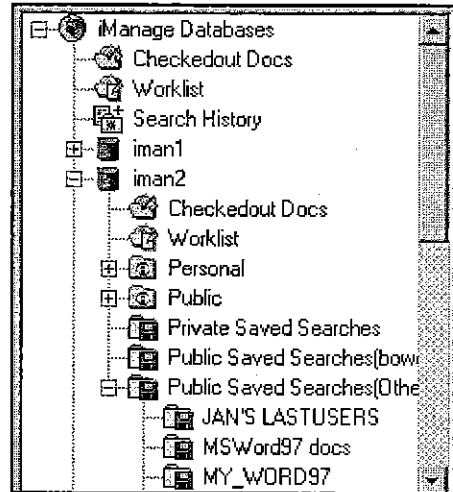 iManage Databases
Checkedout Docs
Worklist
Search History
iman1
iman2
Checkedout Docs
Worklist
Personal
Public
Private Saved Searches
Public Saved Searches(bow
Public Saved Searches(Othe
JAN'S LASTUSERS
MSWord97 docs
MY_WORD97